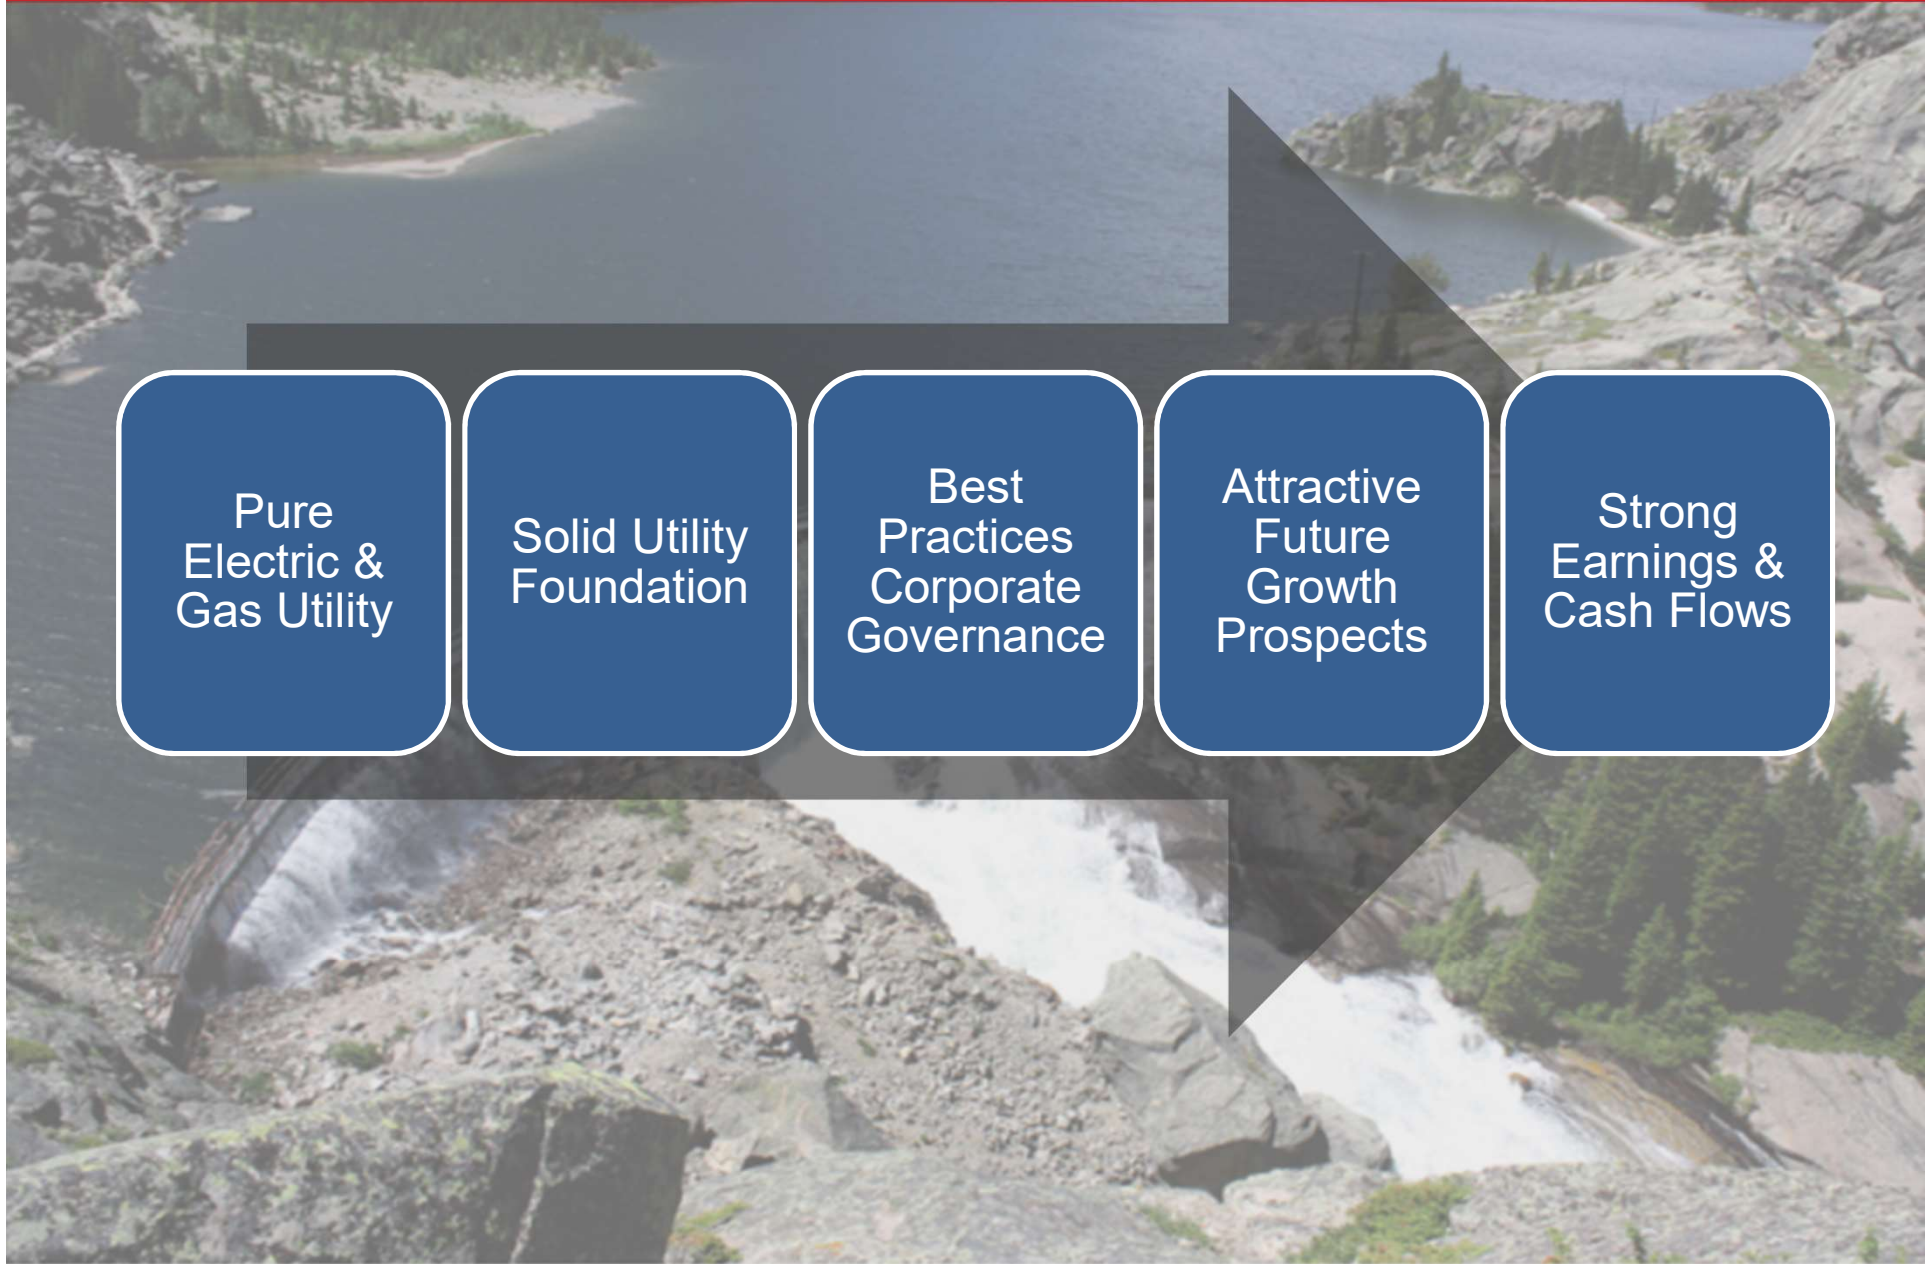 Pure
Electric &
Gas Utility
Solid Utility
Foundation
Best
Practices
Corporate
Governance
Attractive
Future
Growth
Prospects
Strong
Earnings &
Cash Flows